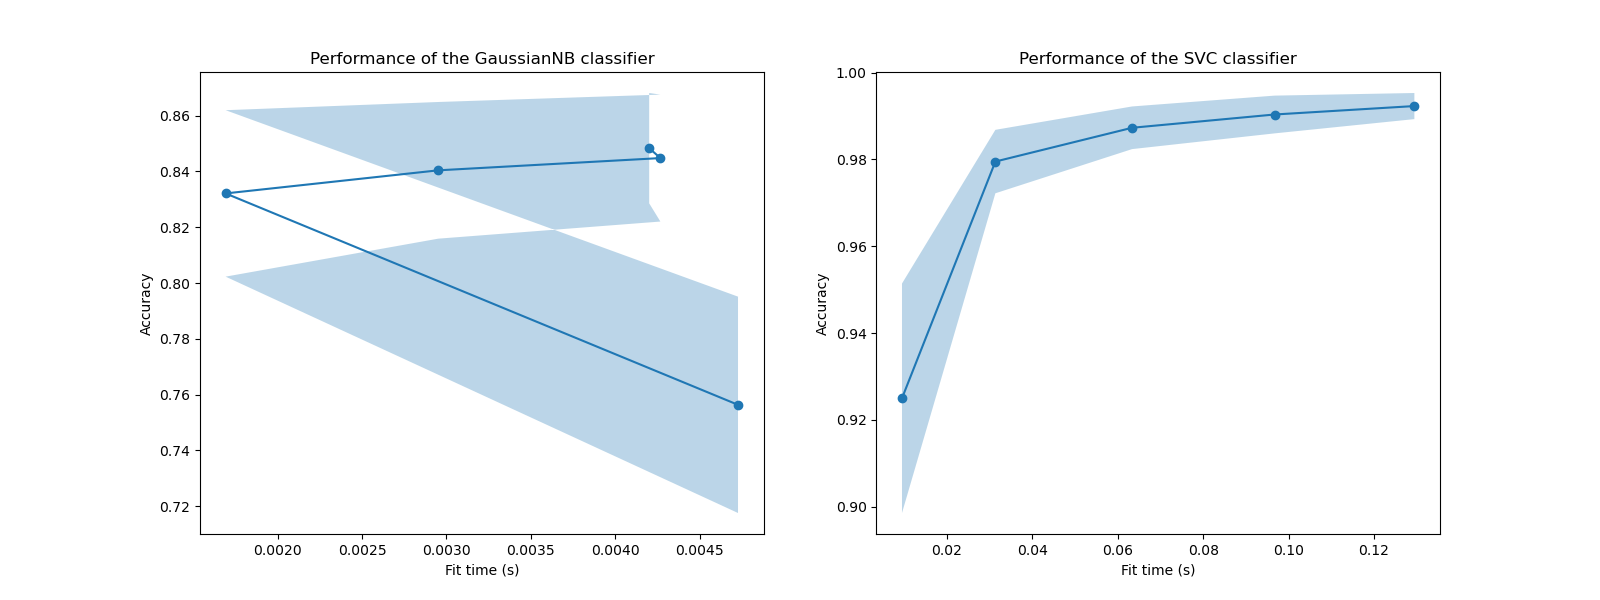 Performance of the GaussianNB classifier
0.86
0.84
0.82
0.80
0.78
0.76
0.74
0.72
Accuracy
0.0020 0.0025 0.0030 0.0035 0.0040 0.0045
Fit time (s)
Performance of the SVC classifier
1.00
0.98
0.96
0.94
0.92
0.90
Accuracy
0.02 0.04 0.06 0.08 0.10 0.12
Fit time (s)